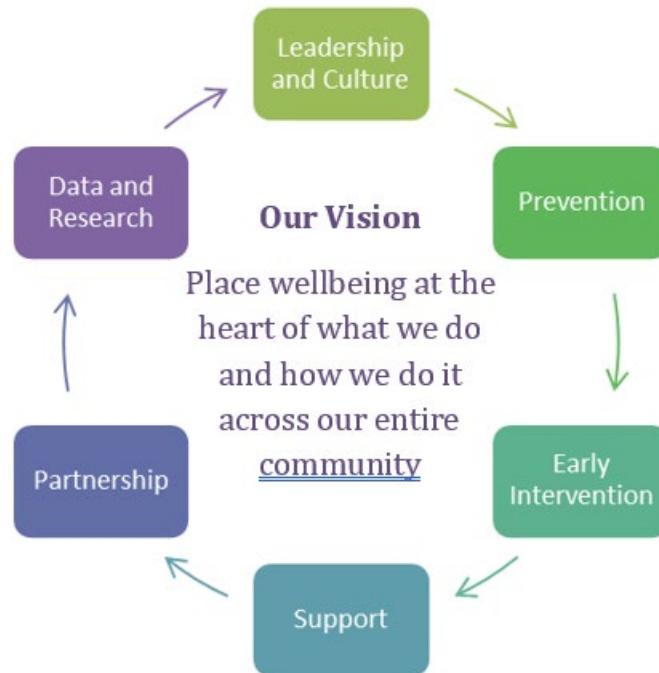 Leadership
and Culture
Prevention
Early
Intervention
Support
Partnership
Data and
Research
Our Vision
Place wellbeing at the
heart of what we do
and how we do it
across our entire
community